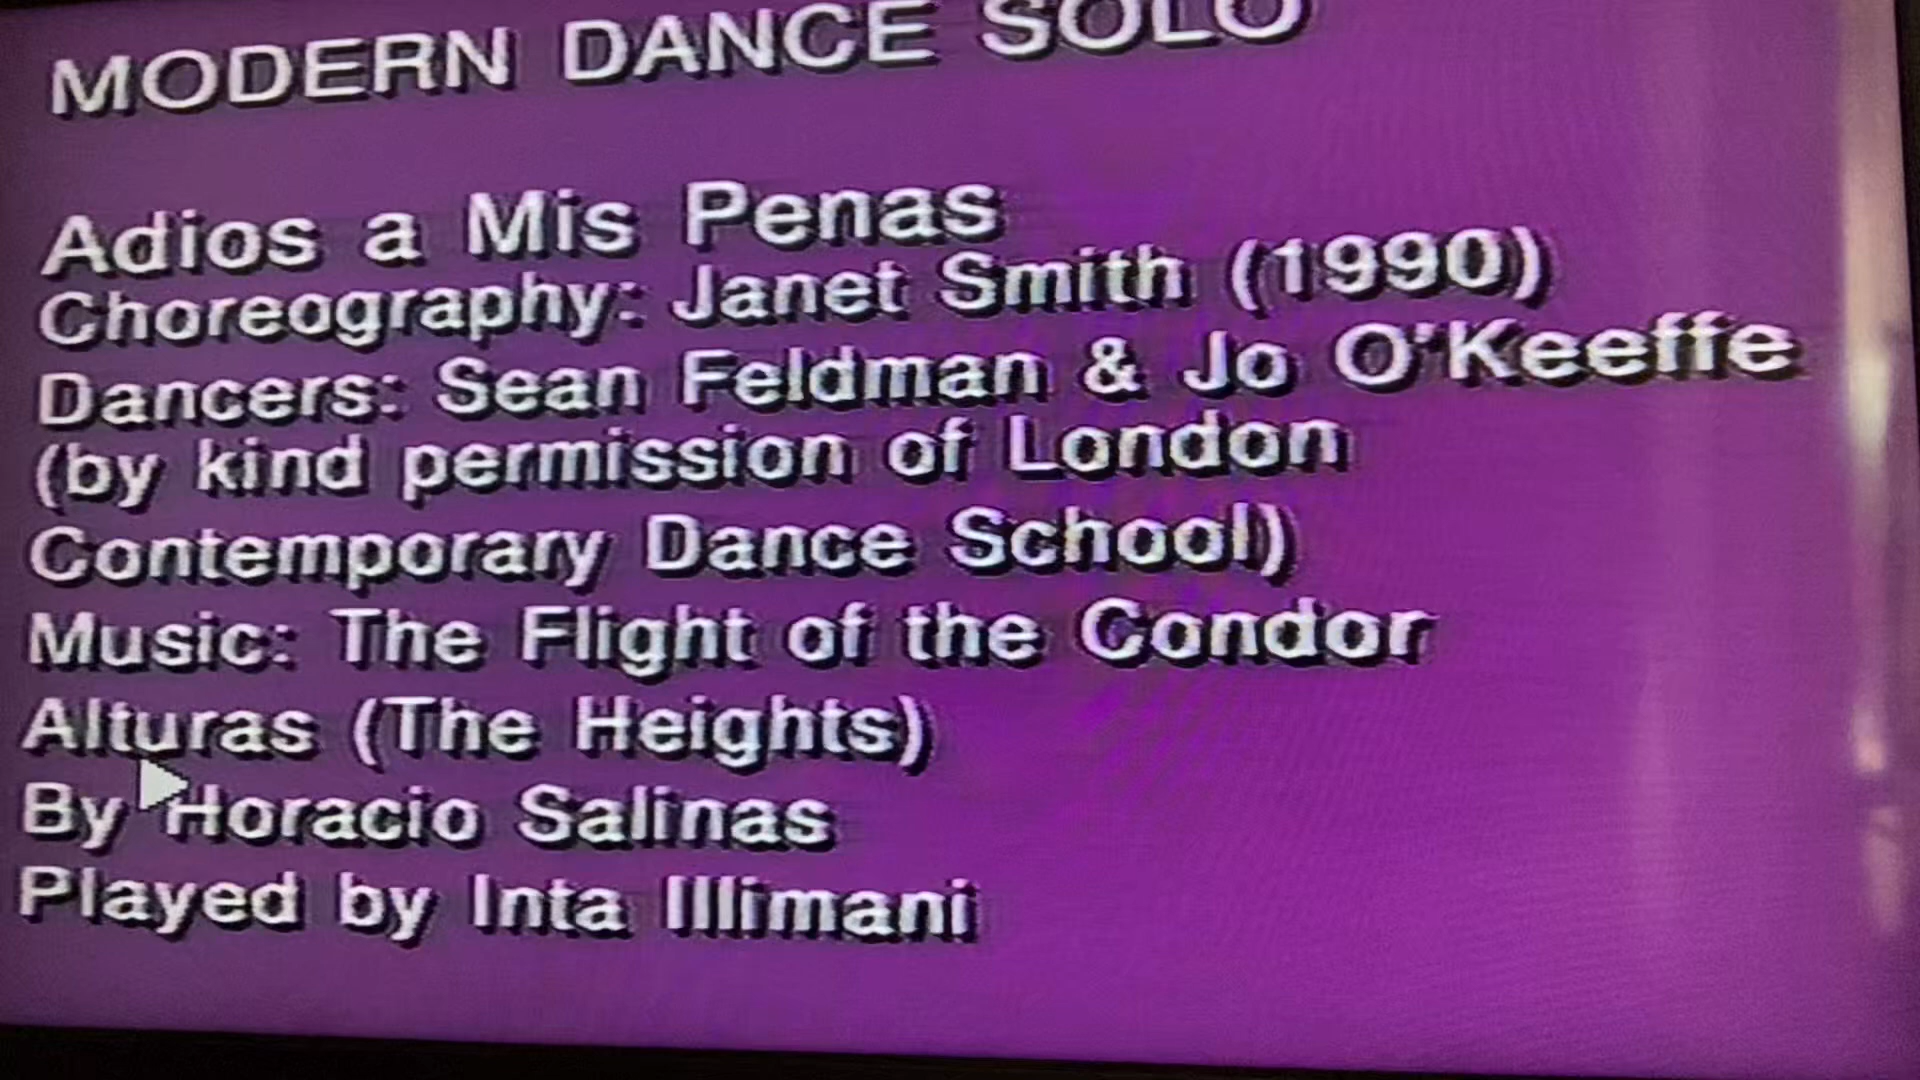 MODERN DANCE SOLO
Adios a Mis Penas
Choreography: Janet Smith (1990)
Dancers: Sean Feldman & Jo O'Keeffe
(by kind permission of London
Contemporary Dance School)
Music: The Flight of the Condor
Alturas (The Heights)
By Horacio Salinas
Played by Inta Illimani